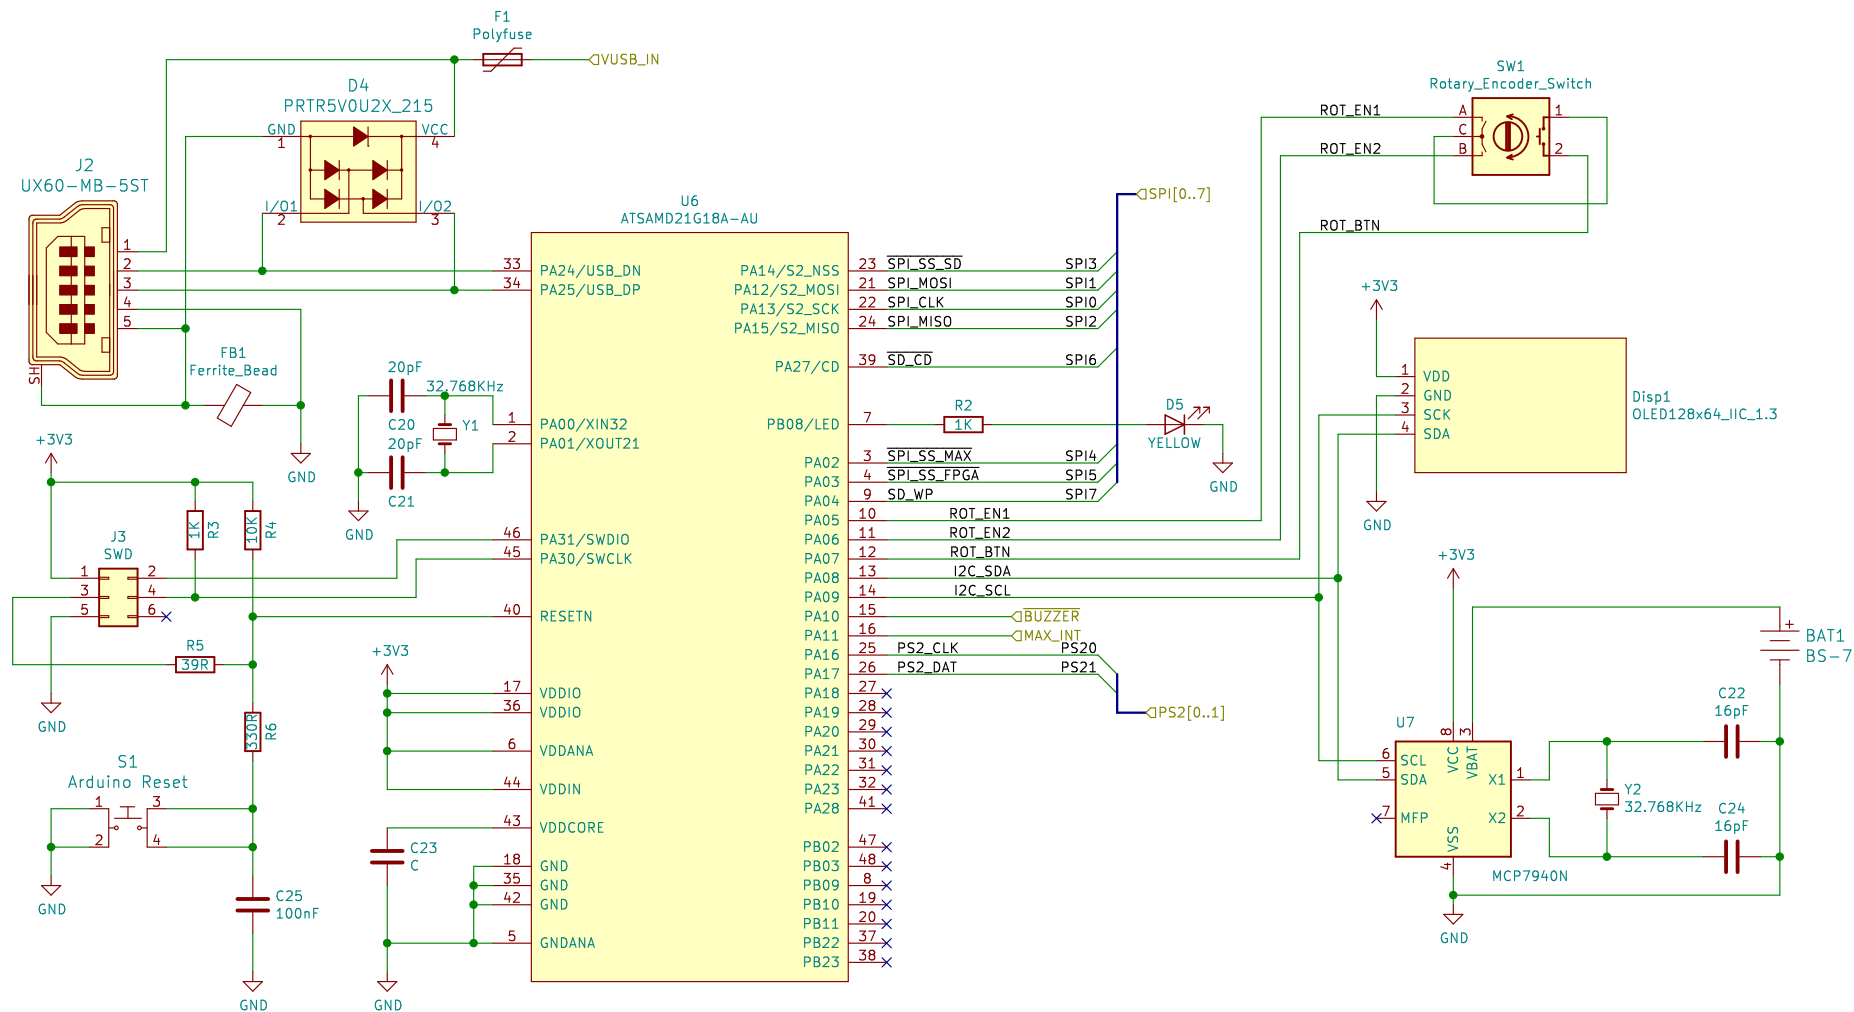 F1
Polyfuse
VUSB_IN
D4
PRTR5V0U2X_215
GND
1
VCC
4
I/O1
2
I/O2
3
J2
UX60-MB-5ST
1
2
3
4
5
SH
FB1
Ferrite_Bead
GND
+3V3
20pF
C20
20pF
C21
32.768KHz
Y1
GND
R3
1K
R4
10K
J3
SWD
1
2
3
4
5
6
R5
39R
GND
R6
330R
S1
Arduino Reset
1
3
2
4
GND
C25
100nF
GND
+3V3
C23
C
GND
U6
ATSAMD21G18A-AU
33 PA24/USB_DN
34 PA25/USB_DP
1 PA00/XIN32
2 PA01/XOUT21
46 PA31/SWDIO
45 PA30/SWCLK
40 RESETN
17 VDDIO
36 VDDIO
6 VDDANA
44 VDDIN
43 VDDCORE
18 GND
35 GND
42 GND
5 GNDANA
PA14/S2_NSS 23 SPI_SS_SD SPI3
PA12/S2_MOSI 21 SPI_MOSI SPI1
PA13/S2_SCK 22 SPI_CLK SPI0
PA15/S2_MISO 24 SPI_MISO SPI2
PA27/CD 39 SD_CD SPI6
PB08/LED 7
PA02 3 SPI_SS_MAX SPI4
PA03 4 SPI_SS_FPGA SPI5
PA04 9 SD_WP SPI7
PA05 10 ROT_EN1
PA06 11 ROT_EN2
PA07 12 ROT_BTN
PA08 13 I2C_SDA
PA09 14 I2C_SCL
PA10 15 BUZZER
PA11 16 MAX_INT
PA16 25 PS2_CLK PS20
PA17 26 PS2_DAT PS21
PA18 27
PA19 28
PA20 29
PA21 30
PA22 31
PA23 32
PA28 41
PB02 47
PB03 48
PB09 8
PB10 19
PB11 20
PB22 37
PB23 38
SPI[0..7]
PS2[0..1]
R2
1K
D5
YELLOW
GND
SW1
Rotary_Encoder_Switch
ROT_EN1
ROT_EN2
ROT_BTN
A
C
B
1
2
+3V3
1 VDD
2 GND
3 SCK
4 SDA
Disp1
OLED128x64_IIC_1.3
GND
+3V3
BAT1
BS-7
U7
8
VCC
3
VBAT
6 SCL
5 SDA
7 MFP
X1 1
X2 2
VSS
4
MCP7940N
GND
Y2
32.768KHz
C22
16pF
C24
16pF
+